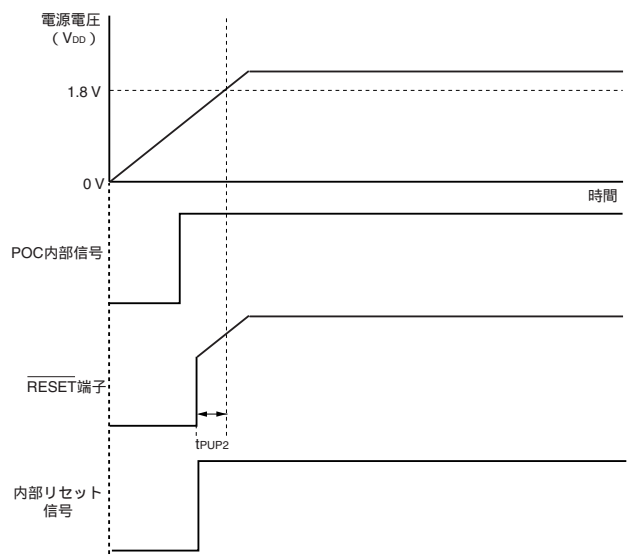 電源電圧
（VDD）
1.8 V
0 V
時間
POC内部信号
RESET端子
tPUP2
内部リセット
信号